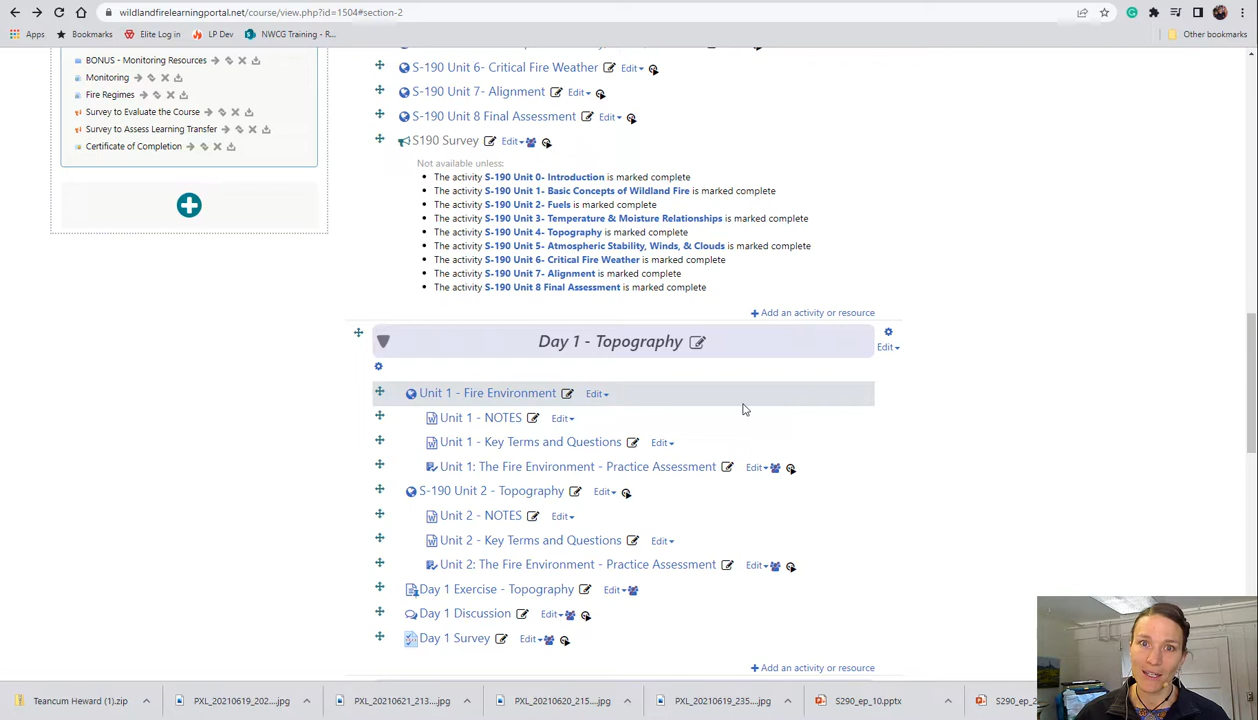 wildlandfirelearningportal.net/course/view.php?id=1504#section-2
Apps Bookmarks Elite Log in LP Dev NWCG Training - R... Other bookmarks
BONUS - Monitoring Resources
Monitoring
Fire Regimes
Survey to Evaluate the Course
Survey to Assess Learning Transfer
Certificate of Completion
S-190 Unit 6- Critical Fire Weather Edit
S-190 Unit 7- Alignment Edit
S-190 Unit 8 Final Assessment Edit
S190 Survey Edit
Not available unless:
The activity S-190 Unit 0- Introduction is marked complete
The activity S-190 Unit 1- Basic Concepts of Wildland Fire is marked complete
The activity S-190 Unit 2- Fuels is marked complete
The activity S-190 Unit 3- Temperature & Moisture Relationships is marked complete
The activity S-190 Unit 4- Topography is marked complete
The activity S-190 Unit 5- Atmospheric Stability, Winds, & Clouds is marked complete
The activity S-190 Unit 6- Critical Fire Weather is marked complete
The activity S-190 Unit 7- Alignment is marked complete
The activity S-190 Unit 8 Final Assessment is marked complete
Add an activity or resource
Day 1 - Topography
Edit
Unit 1 - Fire Environment Edit
Unit 1 - NOTES Edit
Unit 1 - Key Terms and Questions Edit
Unit 1: The Fire Environment - Practice Assessment Edit
S-190 Unit 2 - Topography Edit
Unit 2 - NOTES Edit
Unit 2 - Key Terms and Questions Edit
Unit 2: The Fire Environment - Practice Assessment Edit
Day 1 Exercise - Topography Edit
Day 1 Discussion Edit
Day 1 Survey Edit
Add an activity or resource
Teancum Heward (1).zip PXL_20210619_202....jpg PXL_20210621_213....jpg PXL_20210620_215....jpg PXL_20210619_235....jpg S290_ep_10.pptx S290_ep_2